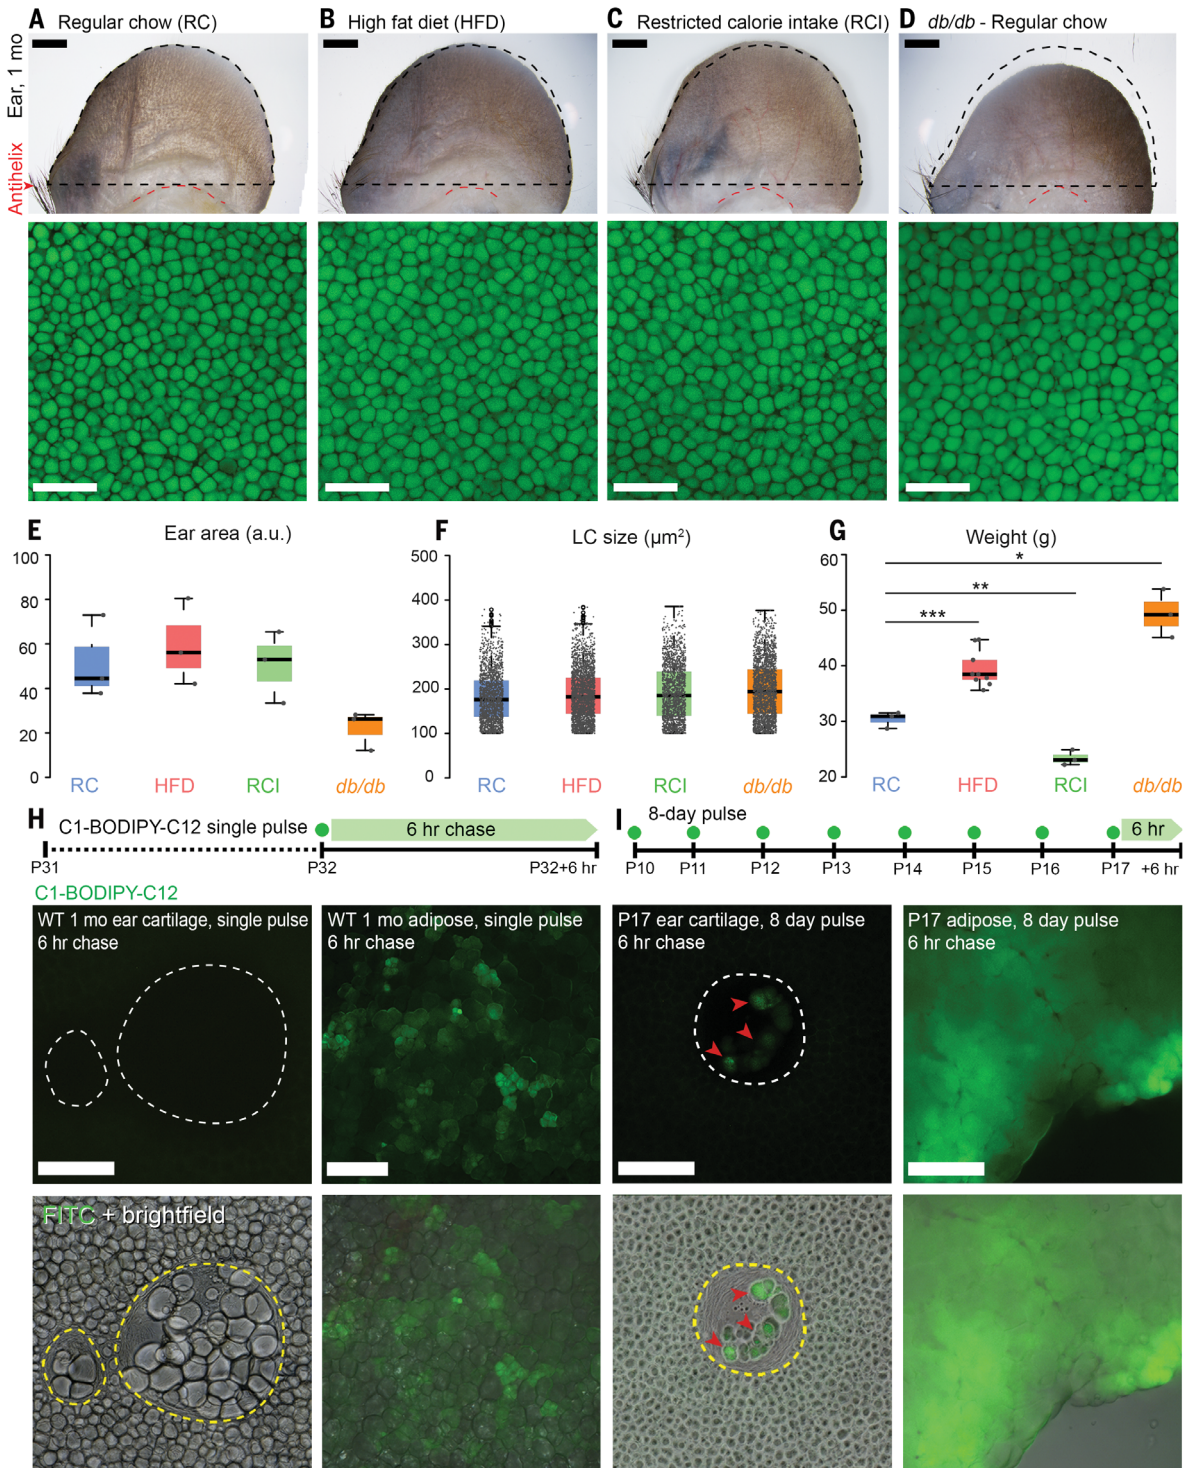 A Regular chow (RC)
B High fat diet (HFD)
C Restricted calorie intake (RCI)
D db/db - Regular chow
Ear, 1 mo
Antihelix
E Ear area (a.u.)
100
80
60
40
20
0
RC HFD RCI db/db
F LC size (µm²)
500
400
300
200
100
0
RC HFD RCI db/db
G Weight (g)
60
50
40
30
20
*
**
***
RC HFD RCI db/db
H C1-BODIPY-C12 single pulse
6 hr chase
P31 P32 P32+6 hr
I 8-day pulse
6 hr
P10 P11 P12 P13 P14 P15 P16 P17 +6 hr
C1-BODIPY-C12
WT 1 mo ear cartilage, single pulse
6 hr chase
WT 1 mo adipose, single pulse
6 hr chase
P17 ear cartilage, 8 day pulse
6 hr chase
P17 adipose, 8 day pulse
6 hr chase
FITC + brightfield